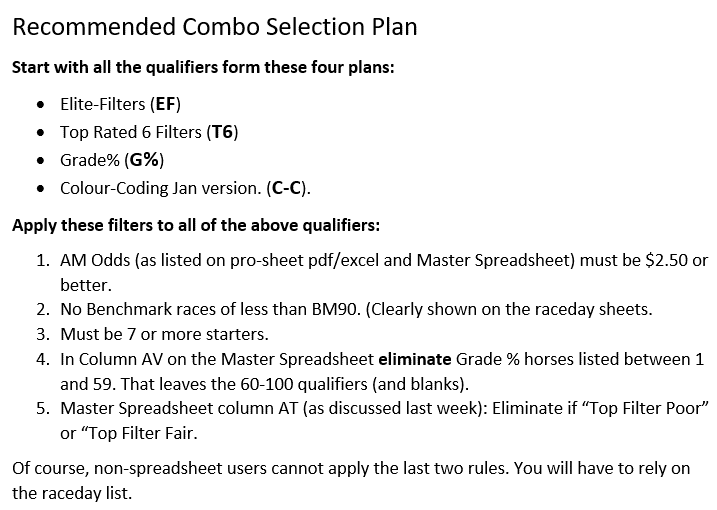 Recommended Combo Selection Plan
Start with all the qualifiers form these four plans:
• Elite-Filters (EF)
• Top Rated 6 Filters (T6)
• Grade% (G%)
• Colour-Coding Jan version. (C-C).
Apply these filters to all of the above qualifiers:
1. AM Odds (as listed on pro-sheet pdf/excel and Master Spreadsheet) must be $2.50 or
better.
2. No Benchmark races of less than BM90. (Clearly shown on the raceday sheets.
3. Must be 7 or more starters.
4. In Column AV on the Master Spreadsheet eliminate Grade % horses listed between 1
and 59. That leaves the 60-100 qualifiers (and blanks).
5. Master Spreadsheet column AT (as discussed last week): Eliminate if “Top Filter Poor”
or “Top Filter Fair.
Of course, non-spreadsheet users cannot apply the last two rules. You will have to rely on
the raceday list.